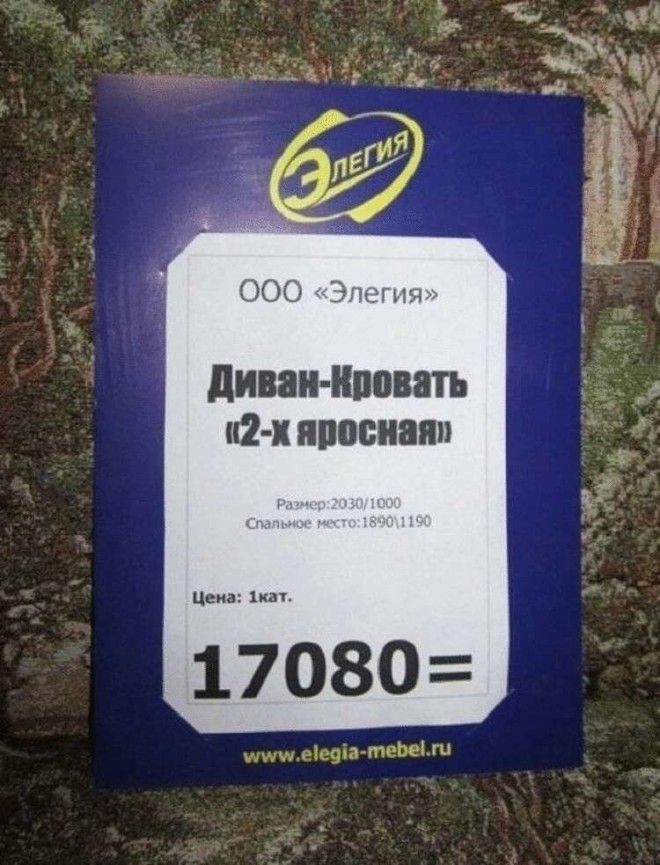 Элегия
ООО «Элегия»
Диван-Кровать
«2-х яросная»
Размер:2030/1000
Спальное место:1890\1190
Цена: 1кат.
17080=
www.elegia-mebel.ru